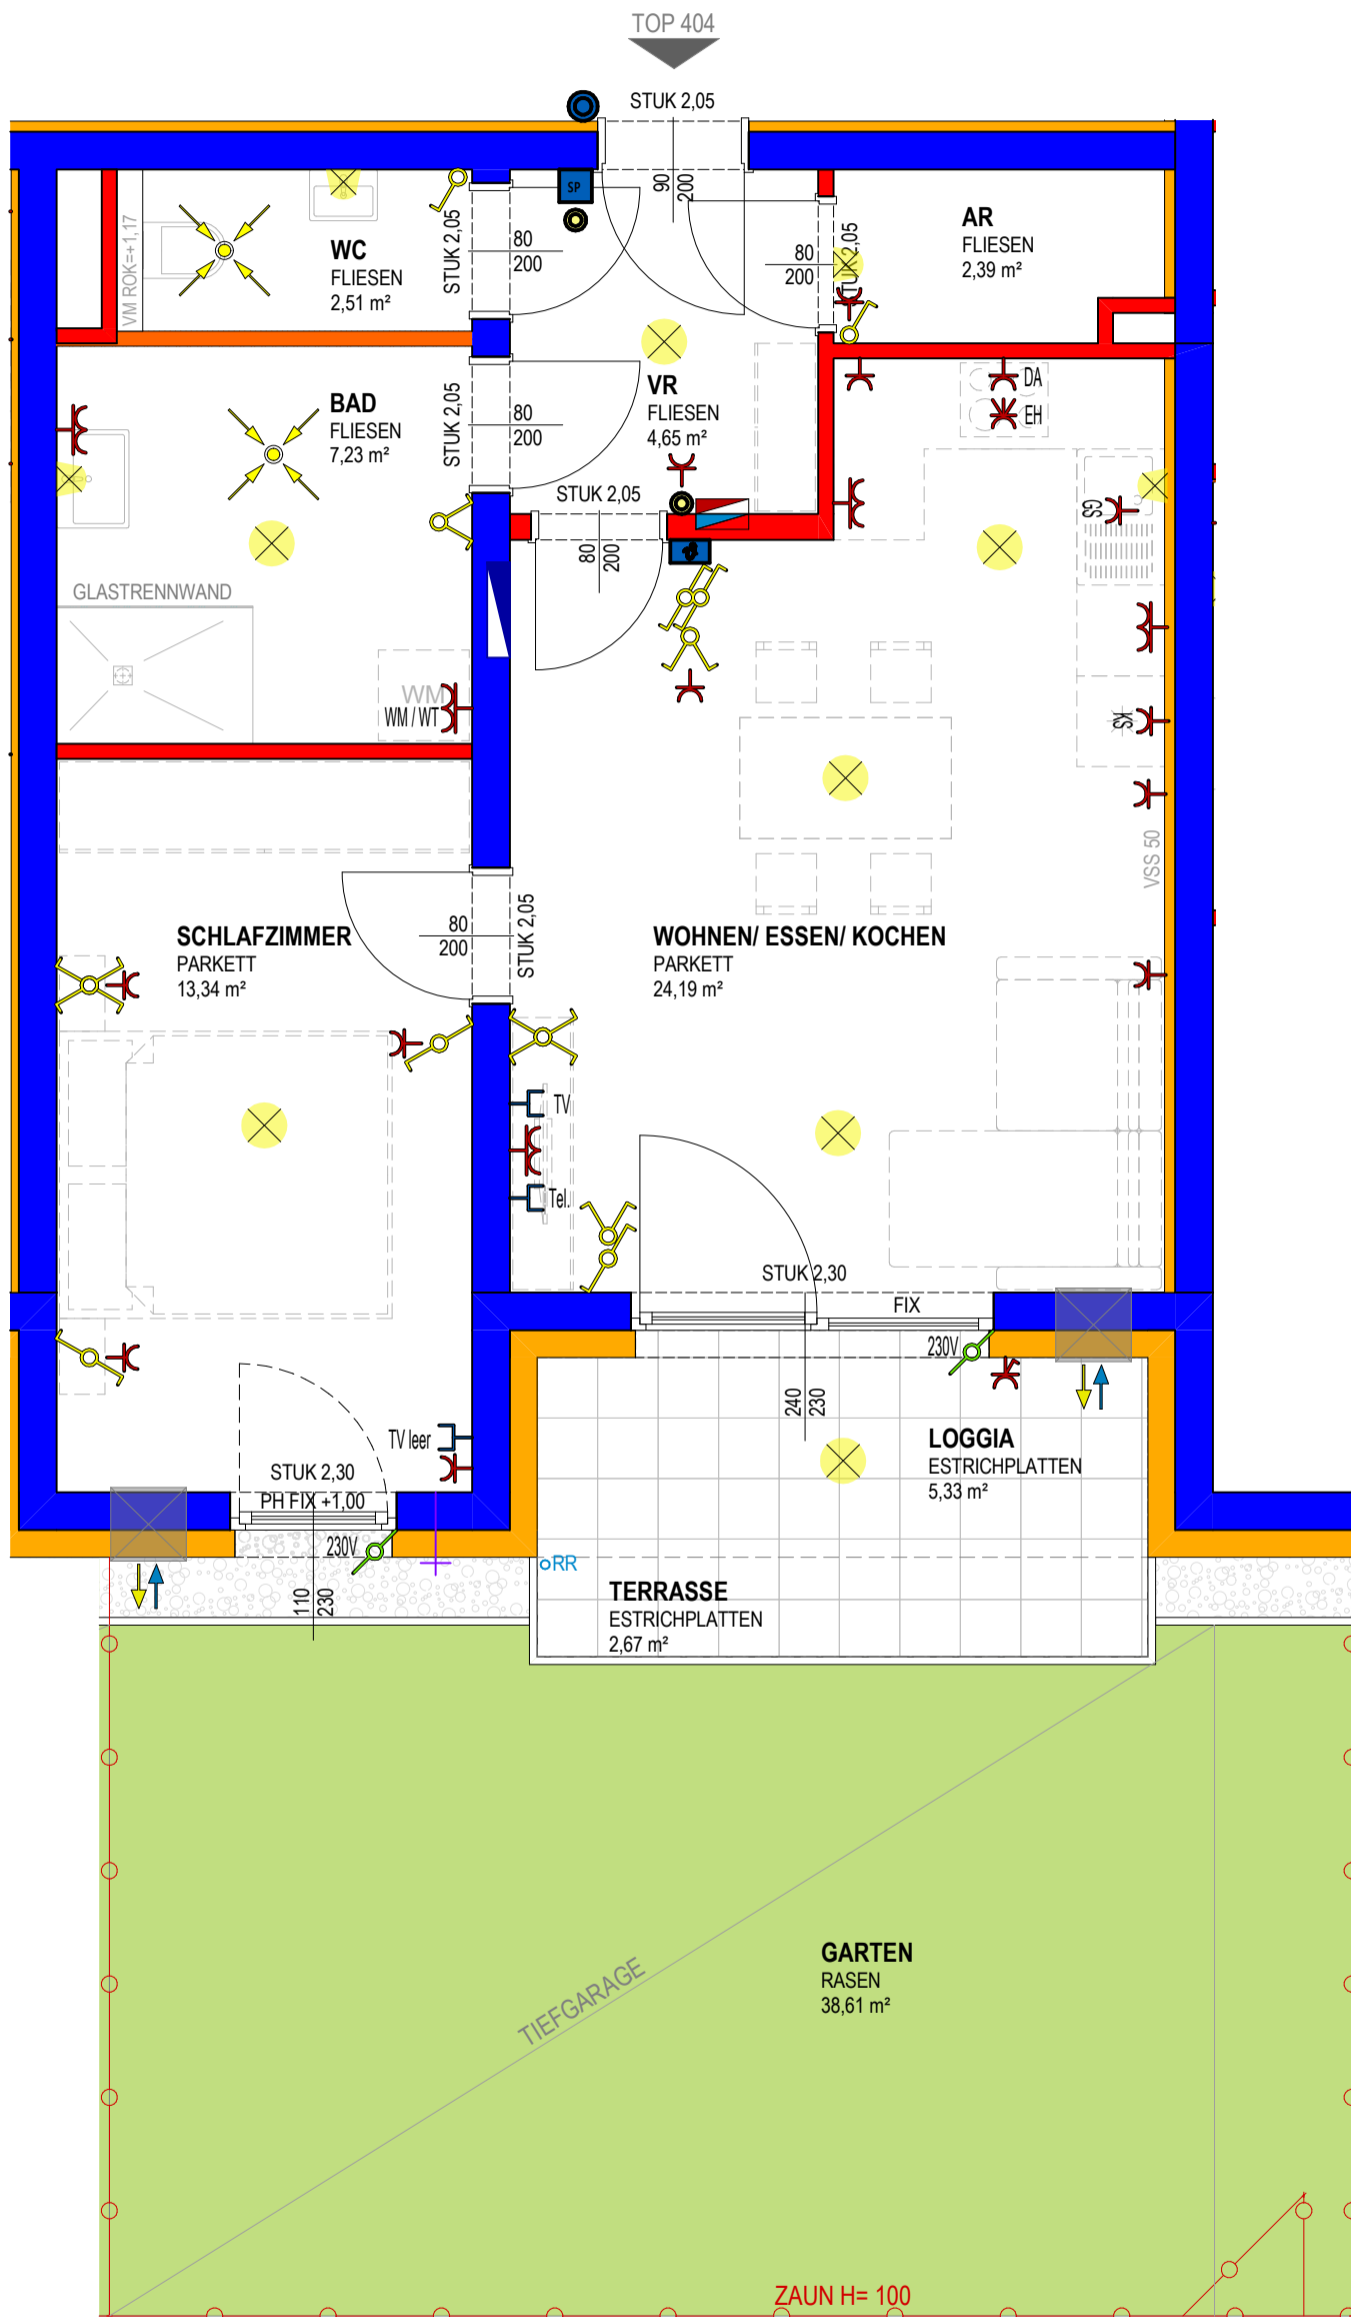 TOP 404
STUK 2,05
90
200
SP
VM ROK=+1,17
WC
FLIESEN
2,51 m²
STUK 2,05
80
200
80
200
AR
FLIESEN
2,39 m²
BAD
FLIESEN
7,23 m²
STUK 2,05
80
200
VR
FLIESEN
4,65 m²
DA
EH
STUK 2,05
80
200
GS
GLASTRENNWAND
WM
WM / WT
KS
VSS 50
SCHLAFZIMMER
PARKETT
13,34 m²
80
200
STUK 2,05
WOHNEN/ ESSEN/ KOCHEN
PARKETT
24,19 m²
TV
Tel.
STUK 2,30
FIX
230V
240
230
TV leer
STUK 2,30
PH FIX +1,00
230V
110
230
LOGGIA
ESTRICHPLATTEN
5,33 m²
RR
TERRASSE
ESTRICHPLATTEN
2,67 m²
TIEFGARAGE
GARTEN
RASEN
38,61 m²
ZAUN H= 100